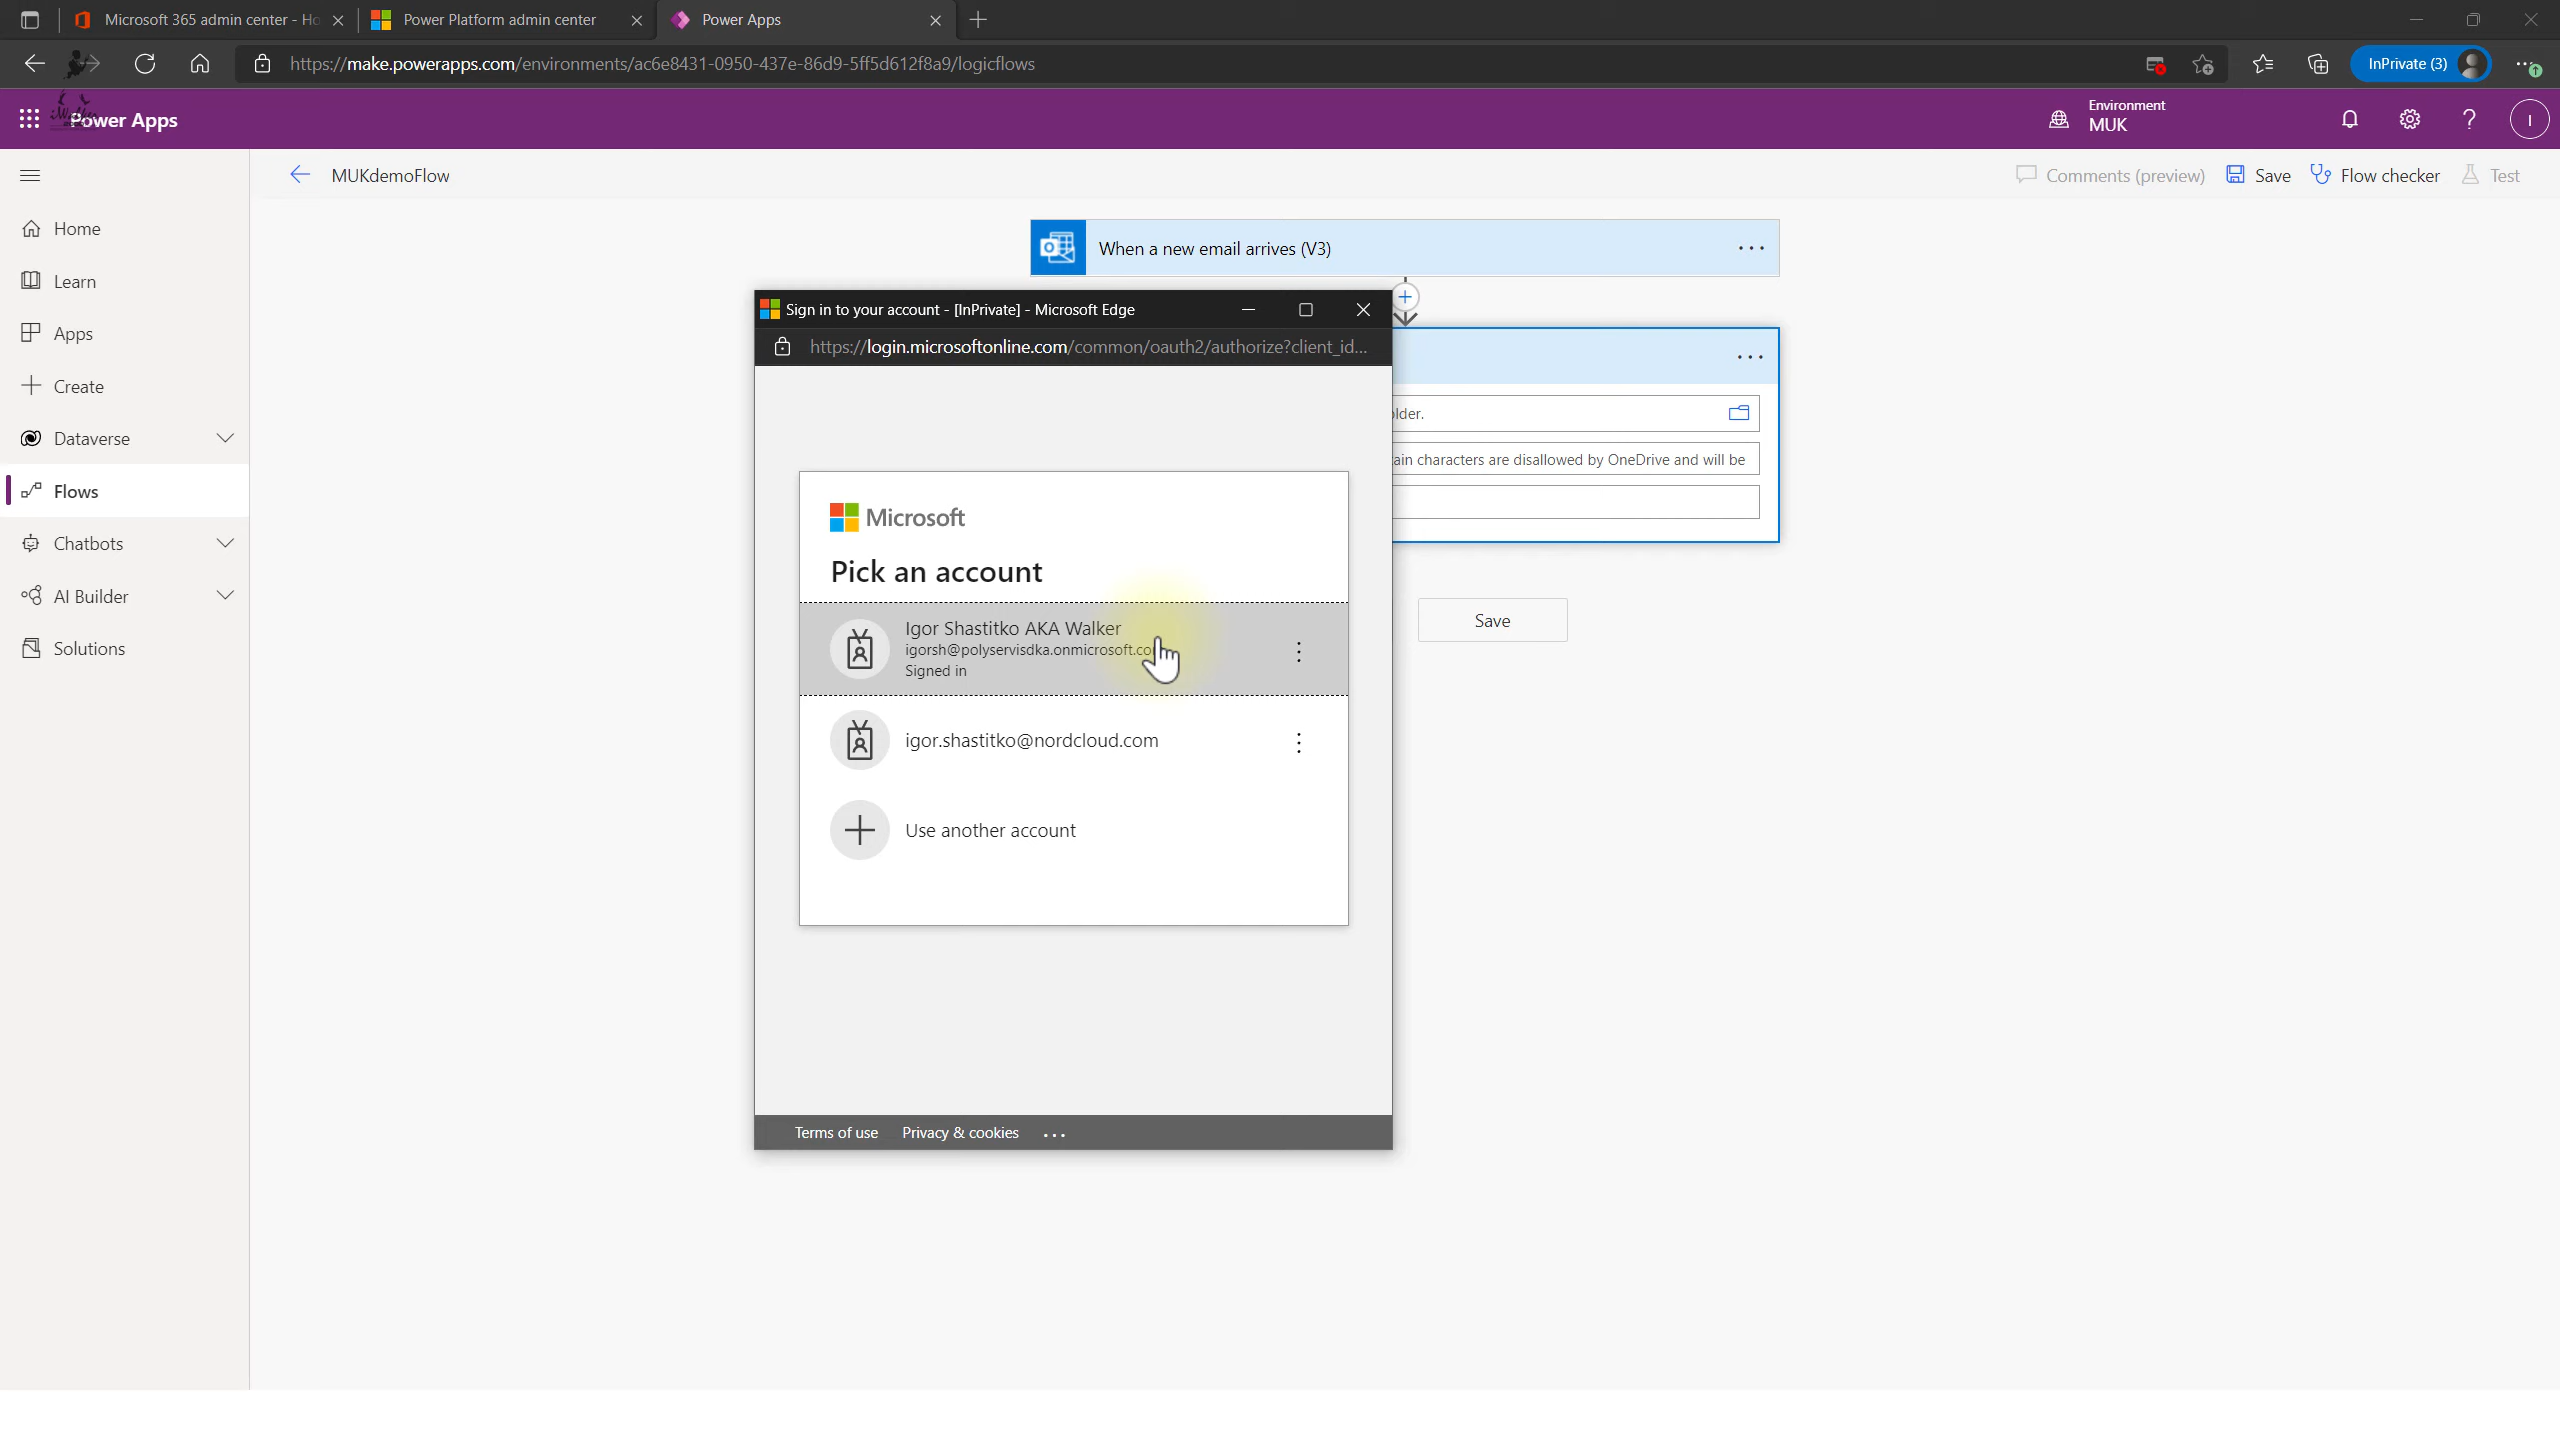 Microsoft 365 admin center - Ho
Power Platform admin center
Power Apps
https://make.powerapps.com/environments/ac6e8431-0950-437e-86d9-5ff5d612f8a9/logicflows
InPrivate (3)
Power Apps
Environment
MUK
I
MUKdemoFlow
Comments (preview)
Save
Flow checker
Test
Home
Learn
Apps
Create
Dataverse
Flows
Chatbots
AI Builder
Solutions
When a new email arrives (V3)
Sign in to your account - [InPrivate] - Microsoft Edge
https://login.microsoftonline.com/common/oauth2/authorize?client_id...
older.
ain characters are disallowed by OneDrive and will be
Save
Microsoft
Pick an account
Igor Shastitko AKA Walker
igorsh@polyservisdka.onmicrosoft.co
Signed in
igor.shastitko@nordcloud.com
Use another account
Terms of use
Privacy & cookies